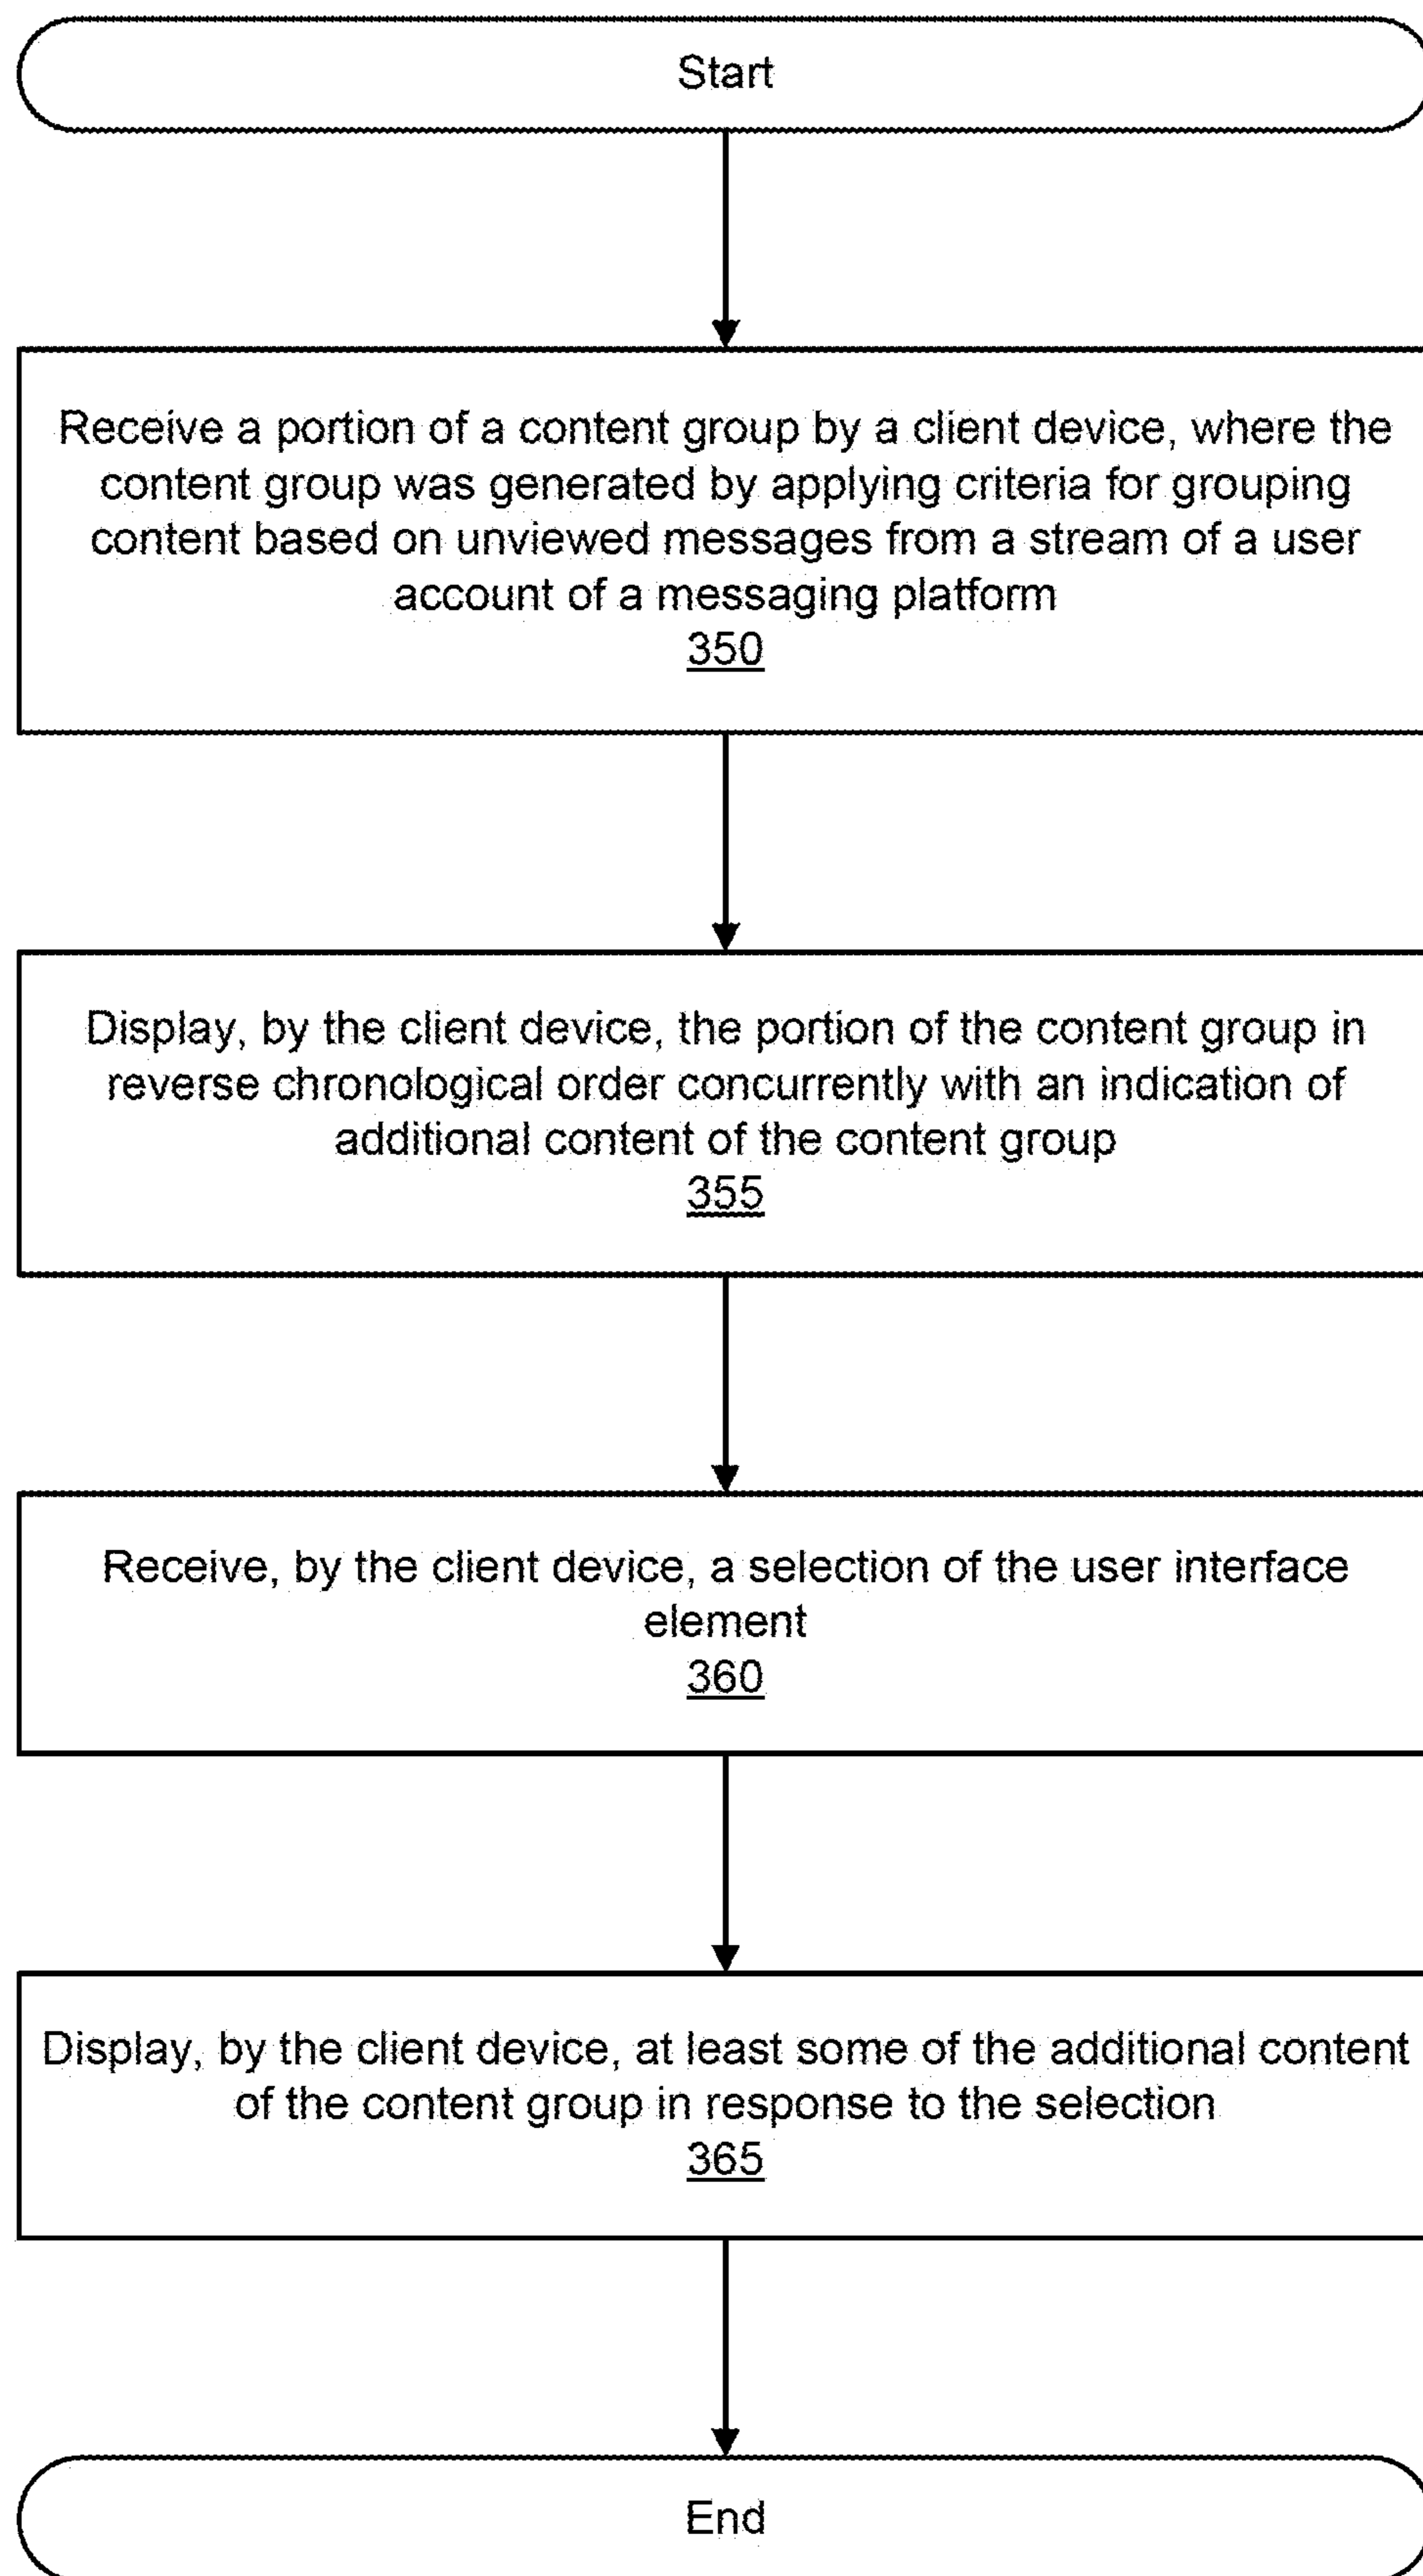 Start
Receive a portion of a content group by a client device, where the
content group was generated by applying criteria for grouping
content based on unviewed messages from a stream of a user
account of a messaging platform
350
Display, by the client device, the portion of the content group in
reverse chronological order concurrently with an indication of
additional content of the content group
355
Receive, by the client device, a selection of the user interface
element
360
Display, by the client device, at least some of the additional content
of the content group in response to the selection
365
End